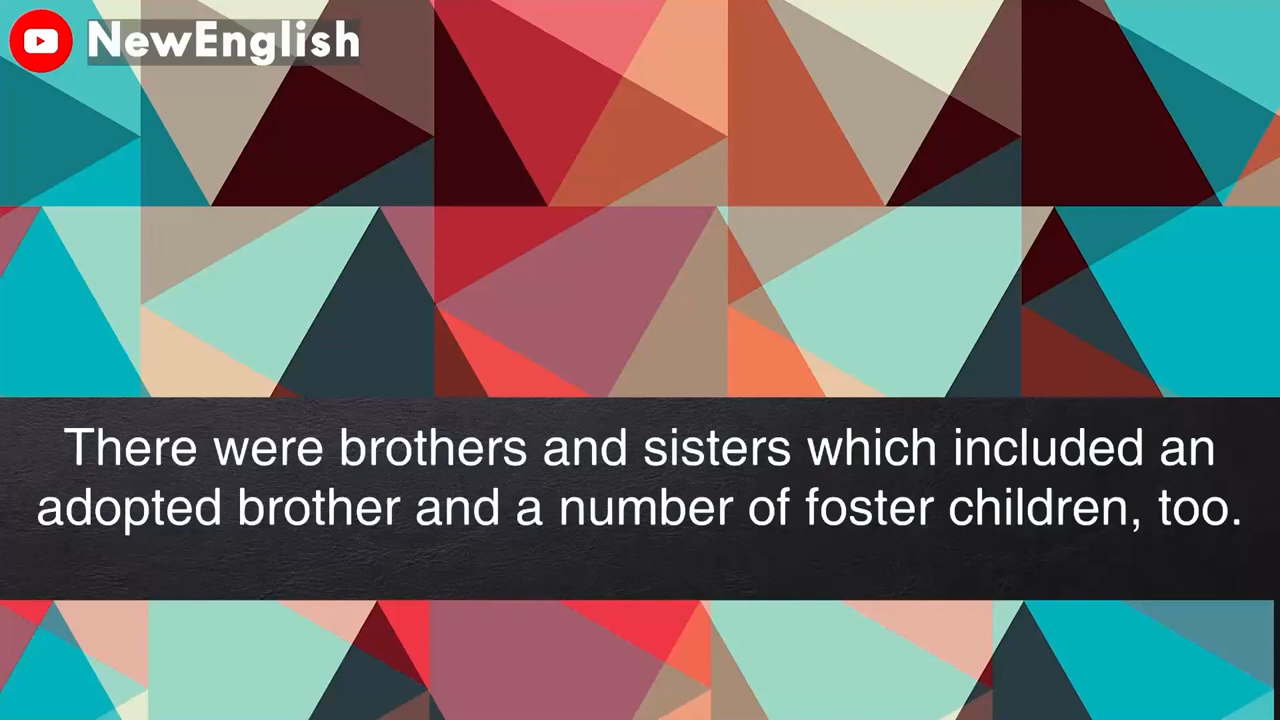 NewEnglish
There were brothers and sisters which included an
adopted brother and a number of foster children, too.